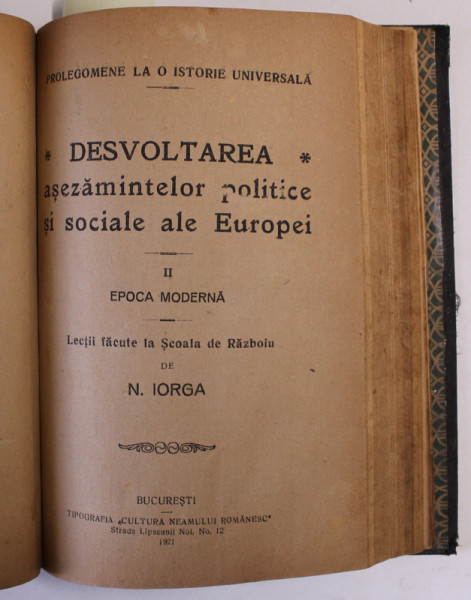 PROLEGOMENE LA O ISTORIE UNIVERSALĂ
* DESVOLTAREA *
așezămintelor politice
și sociale ale Europei
II
EPOCA MODERNĂ
Lecții făcute la Școala de Războiu
DE
N. IORGA
BUCUREȘTI
TIPOGRAFIA „CULTURA NEAMULUI ROMĂNESC"
Strada Lipscanii Noi, No. 12
1921